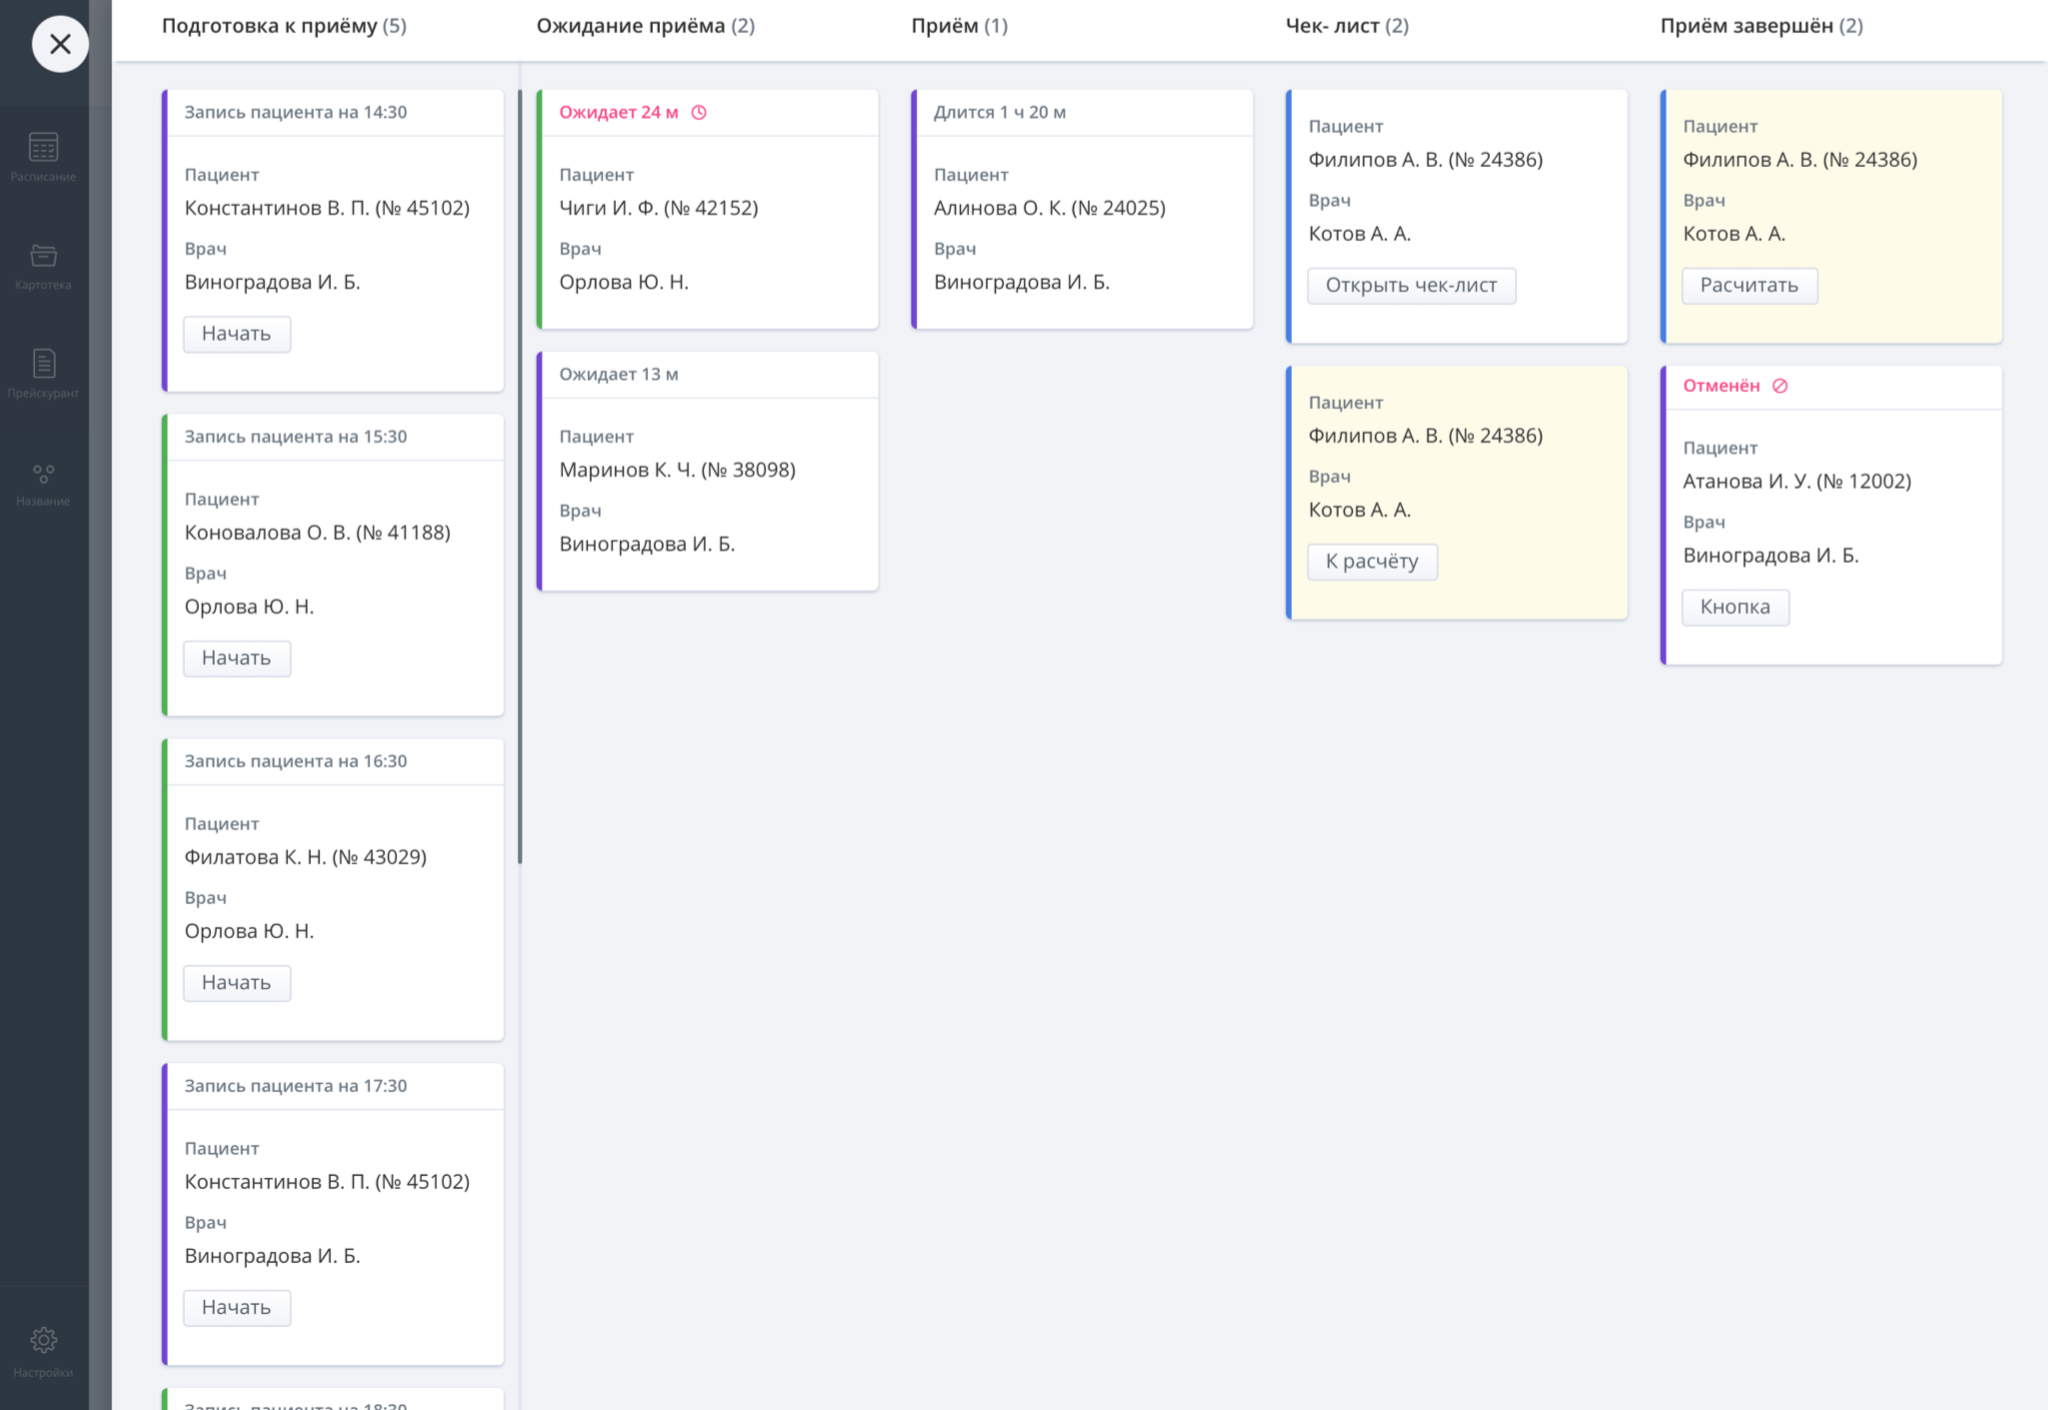 Подготовка к приёму (5)
Ожидание приёма (2)
Приём (1)
Чек- лист (2)
Приём завершён (2)
Расписание
Картотека
Прейскурант
Название
Настройки
Запись пациента на 14:30
Пациент
Константинов В. П. (№ 45102)
Врач
Виноградова И. Б.
Начать
Запись пациента на 15:30
Пациент
Коновалова О. В. (№ 41188)
Врач
Орлова Ю. Н.
Начать
Запись пациента на 16:30
Пациент
Филатова К. Н. (№ 43029)
Врач
Орлова Ю. Н.
Начать
Запись пациента на 17:30
Пациент
Константинов В. П. (№ 45102)
Врач
Виноградова И. Б.
Начать
Запись пациента на 18:30
Ожидает 24 м
Пациент
Чиги И. Ф. (№ 42152)
Врач
Орлова Ю. Н.
Ожидает 13 м
Пациент
Маринов К. Ч. (№ 38098)
Врач
Виноградова И. Б.
Длится 1 ч 20 м
Пациент
Алинова О. К. (№ 24025)
Врач
Виноградова И. Б.
Пациент
Филипов А. В. (№ 24386)
Врач
Котов А. А.
Открыть чек-лист
Пациент
Филипов А. В. (№ 24386)
Врач
Котов А. А.
К расчёту
Пациент
Филипов А. В. (№ 24386)
Врач
Котов А. А.
Расчитать
Отменён
Пациент
Атанова И. У. (№ 12002)
Врач
Виноградова И. Б.
Кнопка